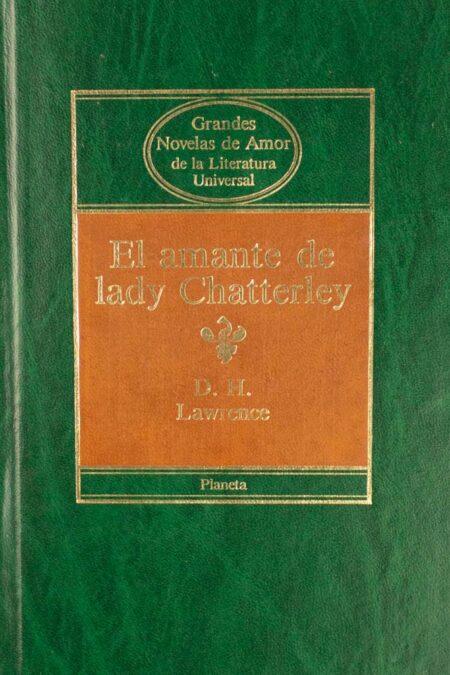 Grandes
Novelas de Amor
de la Literatura
Universal
El amante de
lady Chatterley
D. H.
Lawrence
Planeta